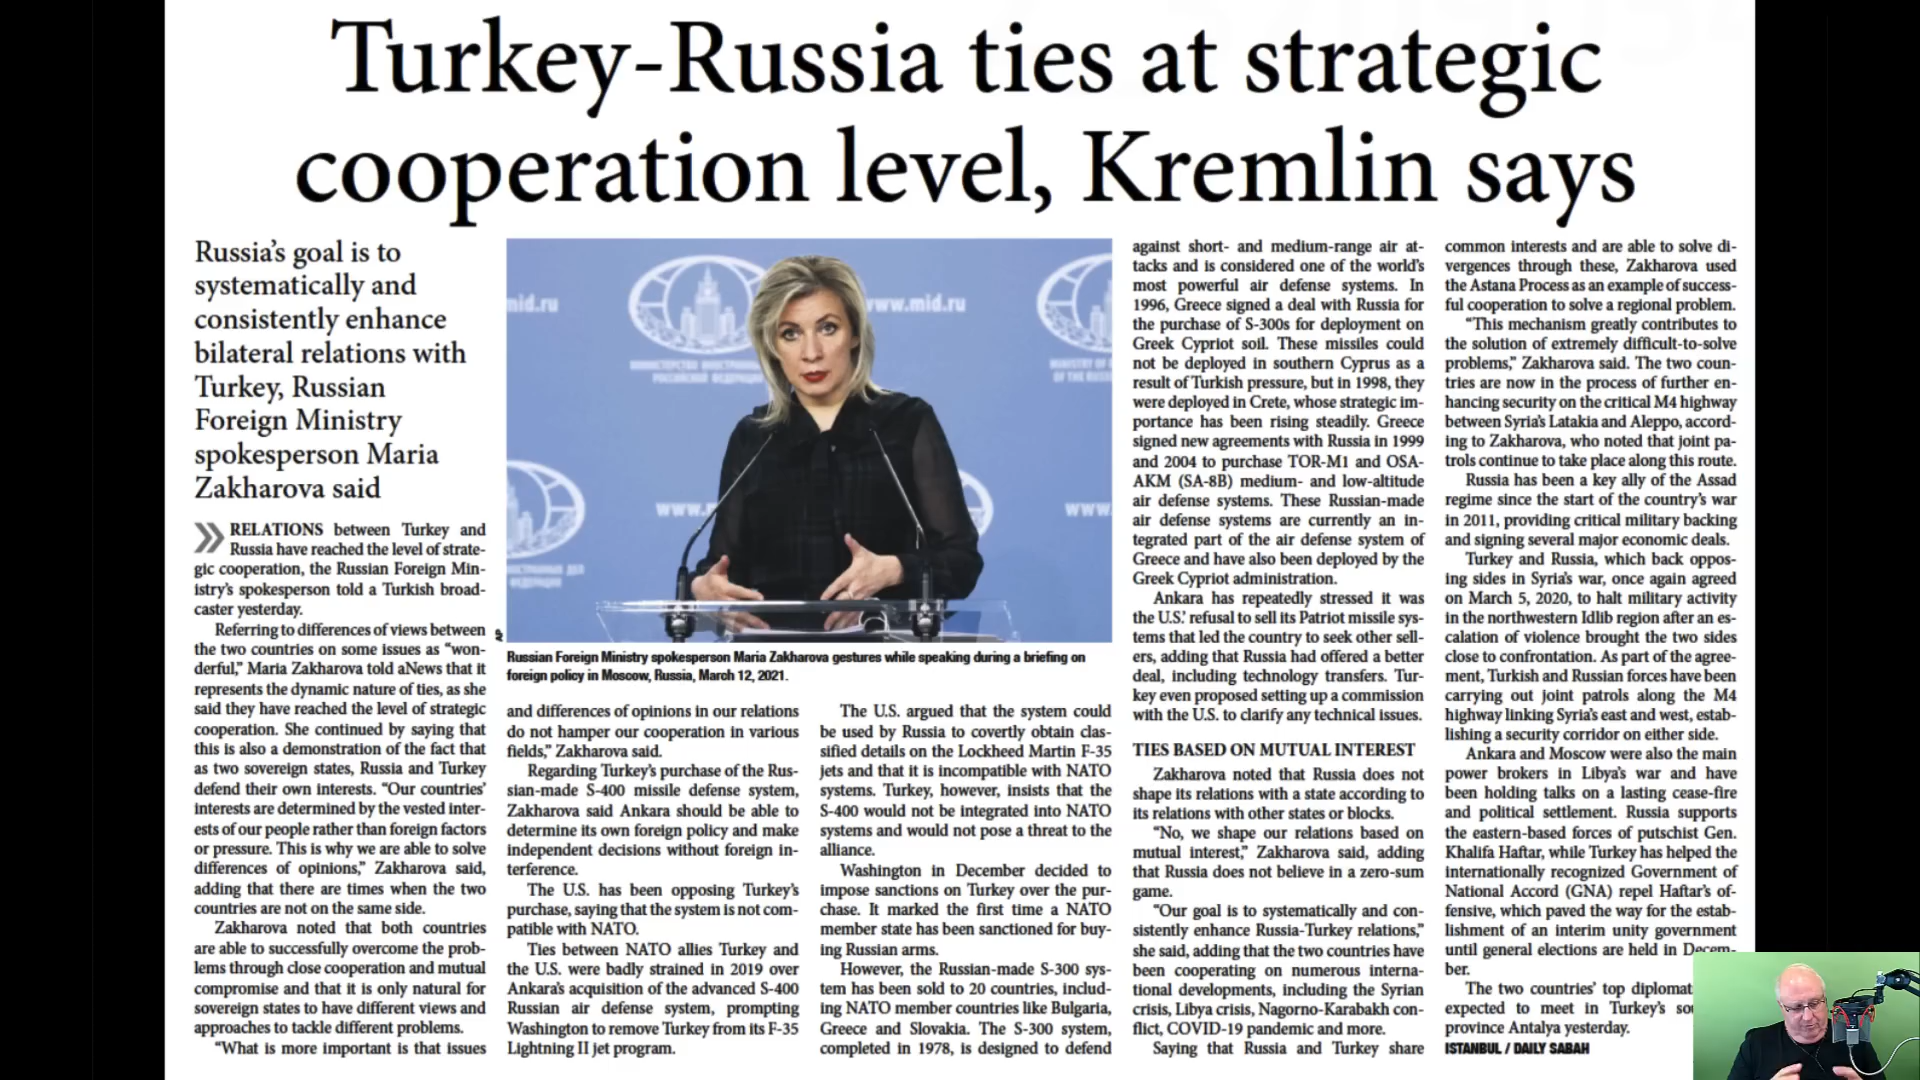 Turkey-Russia ties at strategic
cooperation level, Kremlin says
Russia's goal is to
systematically and
consistently enhance
bilateral relations with
Turkey, Russian
Foreign Ministry
spokesperson Maria
Zakharova said
RELATIONS between Turkey and
Russia have reached the level of strate-
gic cooperation, the Russian Foreign Min-
istry's spokesperson told a Turkish broad-
caster yesterday.
Referring to differences of views between
the two countries on some issues as “won-
derful,” Maria Zakharova told aNews that it
represents the dynamic nature of ties, as she
said they have reached the level of strategic
cooperation. She continued by saying that
this is also a demonstration of the fact that
as two sovereign states, Russia and Turkey
defend their own interests. “Our countries'
interests are determined by the vested inter-
ests of our people rather than foreign factors
or pressure. This is why we are able to solve
differences of opinions,” Zakharova said,
adding that there are times when the two
countries are not on the same side.
Zakharova noted that both countries
are able to successfully overcome the prob-
lems through close cooperation and mutual
compromise and that it is only natural for
sovereign states to have different views and
approaches to tackle different problems.
“What is more important is that issues
mid.ru
www.mid.ru
МИНИСТЕРСТВО ИНОСТРАННЫХ ДЕЛ
РОССИЙСКОЙ ФЕДЕРАЦИИ
MINISTRY OF
OF THE RUS
www.m
www.
ИНОСТРАННЫХ ДЕЛ
ФЕДЕРАЦИИ
AP
Russian Foreign Ministry spokesperson Maria Zakharova gestures while speaking during a briefing on
foreign policy in Moscow, Russia, March 12, 2021.
and differences of opinions in our relations
do not hamper our cooperation in various
fields,” Zakharova said.
Regarding Turkey's purchase of the Rus-
sian-made S-400 missile defense system,
Zakharova said Ankara should be able to
determine its own foreign policy and make
independent decisions without foreign in-
terference.
The U.S. has been opposing Turkey's
purchase, saying that the system is not com-
patible with NATO.
Ties between NATO allies Turkey and
the U.S. were badly strained in 2019 over
Ankara's acquisition of the advanced S-400
Russian air defense system, prompting
Washington to remove Turkey from its F-35
Lightning II jet program.
The U.S. argued that the system could
be used by Russia to covertly obtain clas-
sified details on the Lockheed Martin F-35
jets and that it is incompatible with NATO
systems. Turkey, however, insists that the
S-400 would not be integrated into NATO
systems and would not pose a threat to the
alliance.
Washington in December decided to
impose sanctions on Turkey over the pur-
chase. It marked the first time a NATO
member state has been sanctioned for buy-
ing Russian arms.
However, the Russian-made S-300 sys-
tem has been sold to 20 countries, includ-
ing NATO member countries like Bulgaria,
Greece and Slovakia. The S-300 system,
completed in 1978, is designed to defend
against short- and medium-range air at-
tacks and is considered one of the world's
most powerful air defense systems. In
1996, Greece signed a deal with Russia for
the purchase of S-300s for deployment on
Greek Cypriot soil. These missiles could
not be deployed in southern Cyprus as a
result of Turkish pressure, but in 1998, they
were deployed in Crete, whose strategic im-
portance has been rising steadily. Greece
signed new agreements with Russia in 1999
and 2004 to purchase TOR-M1 and OSA-
AKM (SA-8B) medium- and low-altitude
air defense systems. These Russian-made
air defense systems are currently an in-
tegrated part of the air defense system of
Greece and have also been deployed by the
Greek Cypriot administration.
Ankara has repeatedly stressed it was
the U.S.' refusal to sell its Patriot missile sys-
tems that led the country to seek other sell-
ers, adding that Russia had offered a better
deal, including technology transfers. Tur-
key even proposed setting up a commission
with the U.S. to clarify any technical issues.
TIES BASED ON MUTUAL INTEREST
Zakharova noted that Russia does not
shape its relations with a state according to
its relations with other states or blocks.
“No, we shape our relations based on
mutual interest,” Zakharova said, adding
that Russia does not believe in a zero-sum
game.
“Our goal is to systematically and con-
sistently enhance Russia-Turkey relations,”
she said, adding that the two countries have
been cooperating on numerous interna-
tional developments, including the Syrian
crisis, Libya crisis, Nagorno-Karabakh con-
flict, COVID-19 pandemic and more.
Saying that Russia and Turkey share
common interests and are able to solve di-
vergences through these, Zakharova used
the Astana Process as an example of success-
ful cooperation to solve a regional problem.
“This mechanism greatly contributes to
the solution of extremely difficult-to-solve
problems,” Zakharova said. The two coun-
tries are now in the process of further en-
hancing security on the critical M4 highway
between Syria's Latakia and Aleppo, accord-
ing to Zakharova, who noted that joint pa-
trols continue to take place along this route.
Russia has been a key ally of the Assad
regime since the start of the country's war
in 2011, providing critical military backing
and signing several major economic deals.
Turkey and Russia, which back oppos-
ing sides in Syria's war, once again agreed
on March 5, 2020, to halt military activity
in the northwestern Idlib region after an es-
calation of violence brought the two sides
close to confrontation. As part of the agree-
ment, Turkish and Russian forces have been
carrying out joint patrols along the M4
highway linking Syria's east and west, estab-
lishing a security corridor on either side.
Ankara and Moscow were also the main
power brokers in Libya's war and have
been holding talks on a lasting cease-fire
and political settlement. Russia supports
the eastern-based forces of putschist Gen.
Khalifa Haftar, while Turkey has helped the
internationally recognized Government of
National Accord (GNA) repel Haftar's of-
fensive, which paved the way for the estab-
lishment of an interim unity government
until general elections are held in Decem-
ber.
The two countries' top diplomat
expected to meet in Turkey's sou
province Antalya yesterday.
ISTANBUL / DAILY SABAH